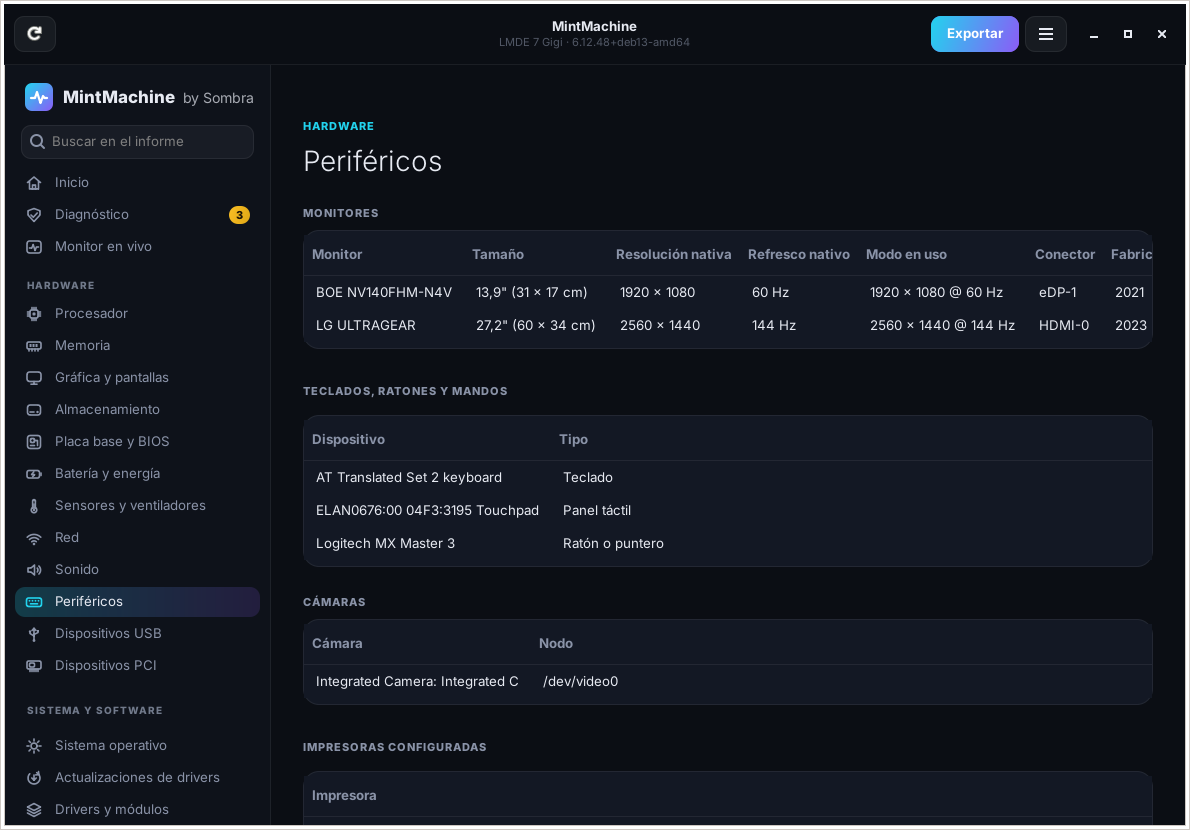 MintMachine
LMDE 7 Gigi · 6.12.48+deb13-amd64
Exportar
MintMachine by Sombra
Buscar en el informe
Inicio
Diagnóstico 3
Monitor en vivo
HARDWARE
Procesador
Memoria
Gráfica y pantallas
Almacenamiento
Placa base y BIOS
Batería y energía
Sensores y ventiladores
Red
Sonido
Periféricos
Dispositivos USB
Dispositivos PCI
SISTEMA Y SOFTWARE
Sistema operativo
Actualizaciones de drivers
Drivers y módulos
HARDWARE
Periféricos
MONITORES
Monitor Tamaño Resolución nativa Refresco nativo Modo en uso Conector Fabric
BOE NV140FHM-N4V 13,9" (31 × 17 cm) 1920 × 1080 60 Hz 1920 × 1080 @ 60 Hz eDP-1 2021
LG ULTRAGEAR 27,2" (60 × 34 cm) 2560 × 1440 144 Hz 2560 × 1440 @ 144 Hz HDMI-0 2023
TECLADOS, RATONES Y MANDOS
Dispositivo Tipo
AT Translated Set 2 keyboard Teclado
ELAN0676:00 04F3:3195 Touchpad Panel táctil
Logitech MX Master 3 Ratón o puntero
CÁMARAS
Cámara Nodo
Integrated Camera: Integrated C /dev/video0
IMPRESORAS CONFIGURADAS
Impresora